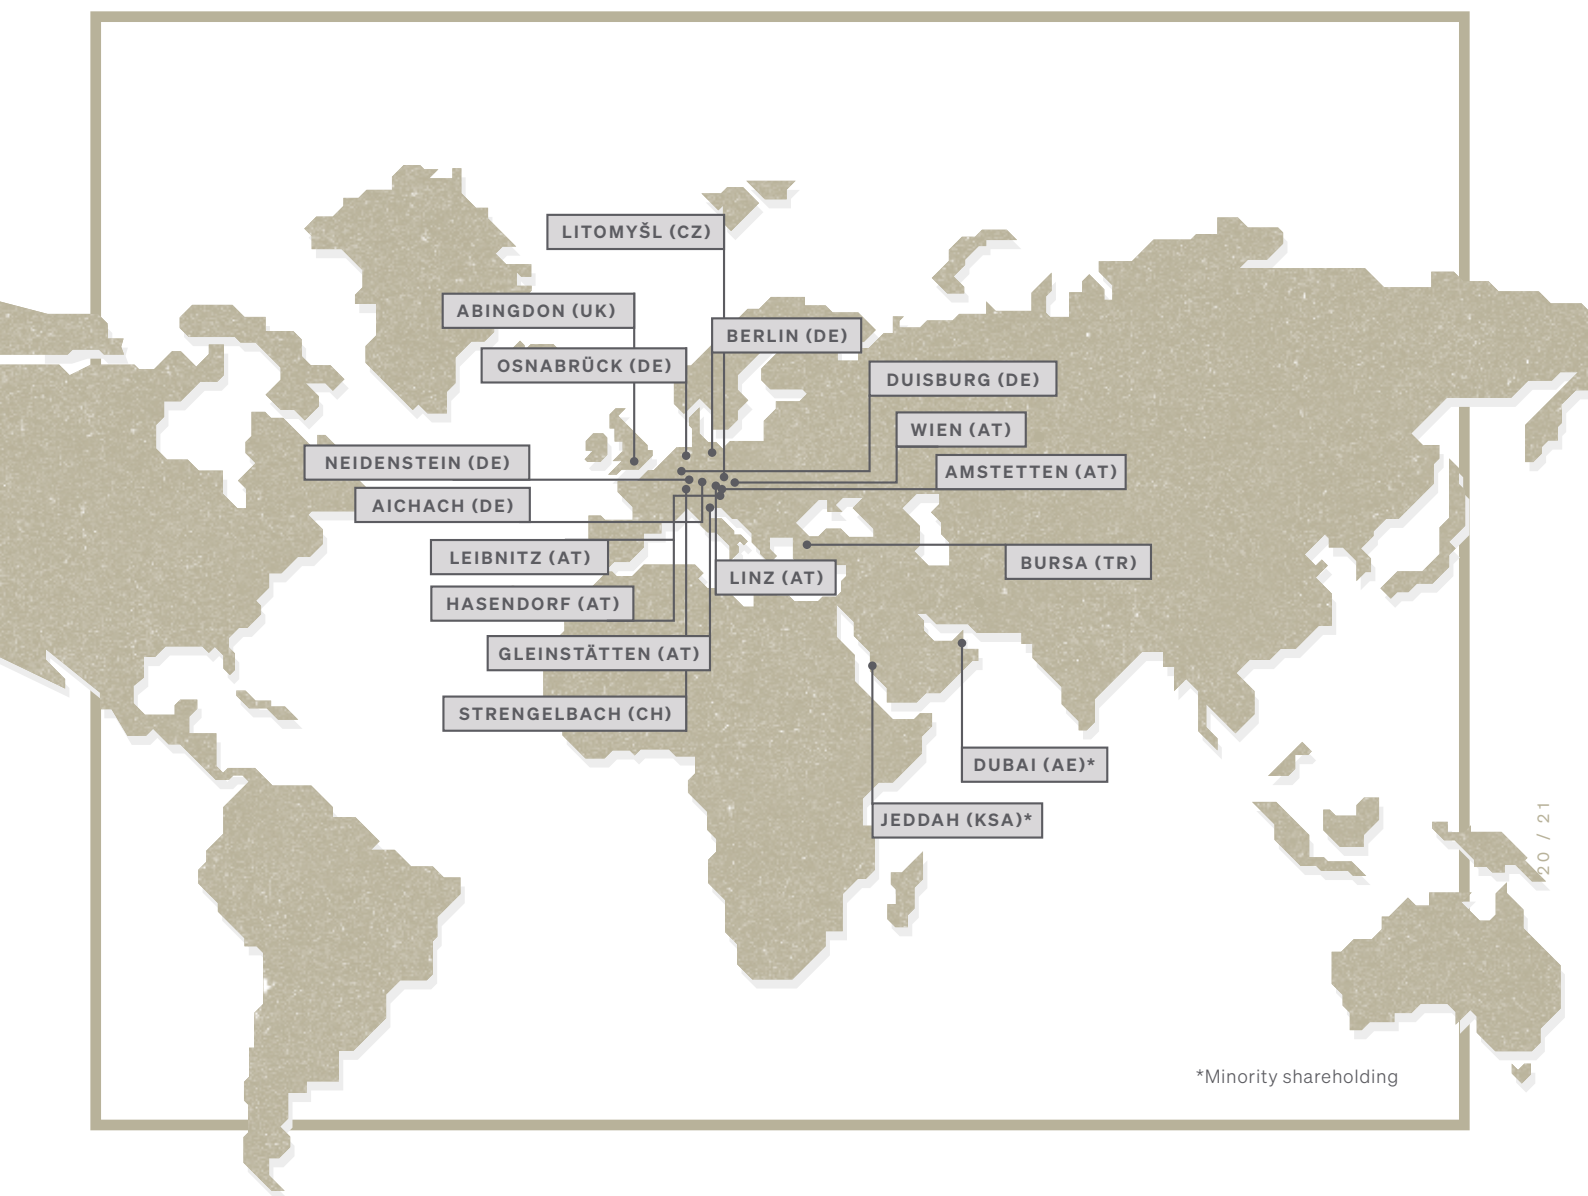 LITOMYŠL (CZ)
ABINGDON (UK)
BERLIN (DE)
OSNABRÜCK (DE)
DUISBURG (DE)
WIEN (AT)
NEIDENSTEIN (DE)
AMSTETTEN (AT)
AICHACH (DE)
LEIBNITZ (AT)
BURSA (TR)
LINZ (AT)
HASENDORF (AT)
GLEINSTÄTTEN (AT)
STRENGELBACH (CH)
DUBAI (AE)*
JEDDAH (KSA)*
20 / 21
*Minority shareholding